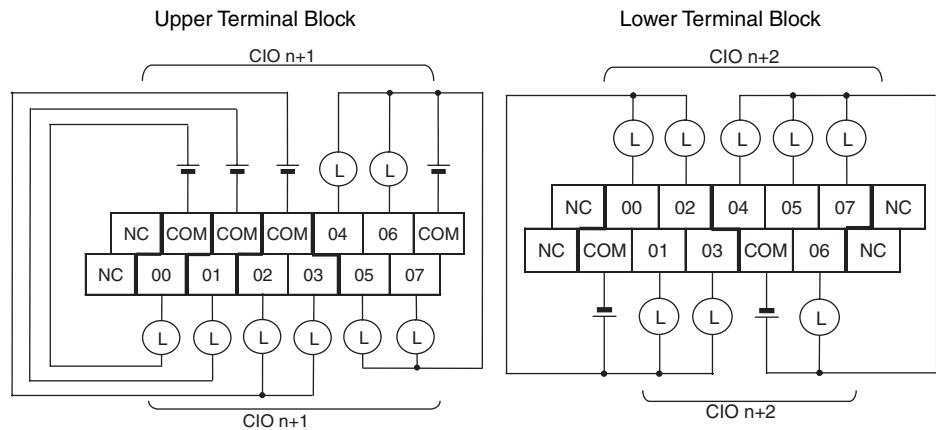 Upper Terminal Block
Lower Terminal Block
CIO n+1
CIO n+2
L L
L L L L L
NC COM COM COM 04 06 COM
NC 00 02 04 05 07 NC
NC 00 01 02 03 05 07
NC COM 01 03 COM 06 NC
L L L L L L
L L L
CIO n+1
CIO n+2